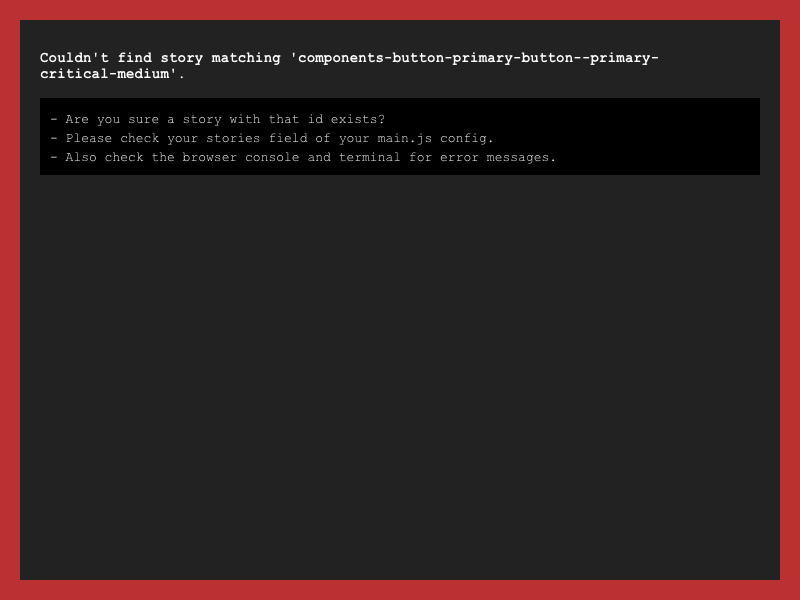 Couldn't find story matching 'components-button-primary-button--primary-
critical-medium'.
- Are you sure a story with that id exists?
- Please check your stories field of your main.js config.
- Also check the browser console and terminal for error messages.